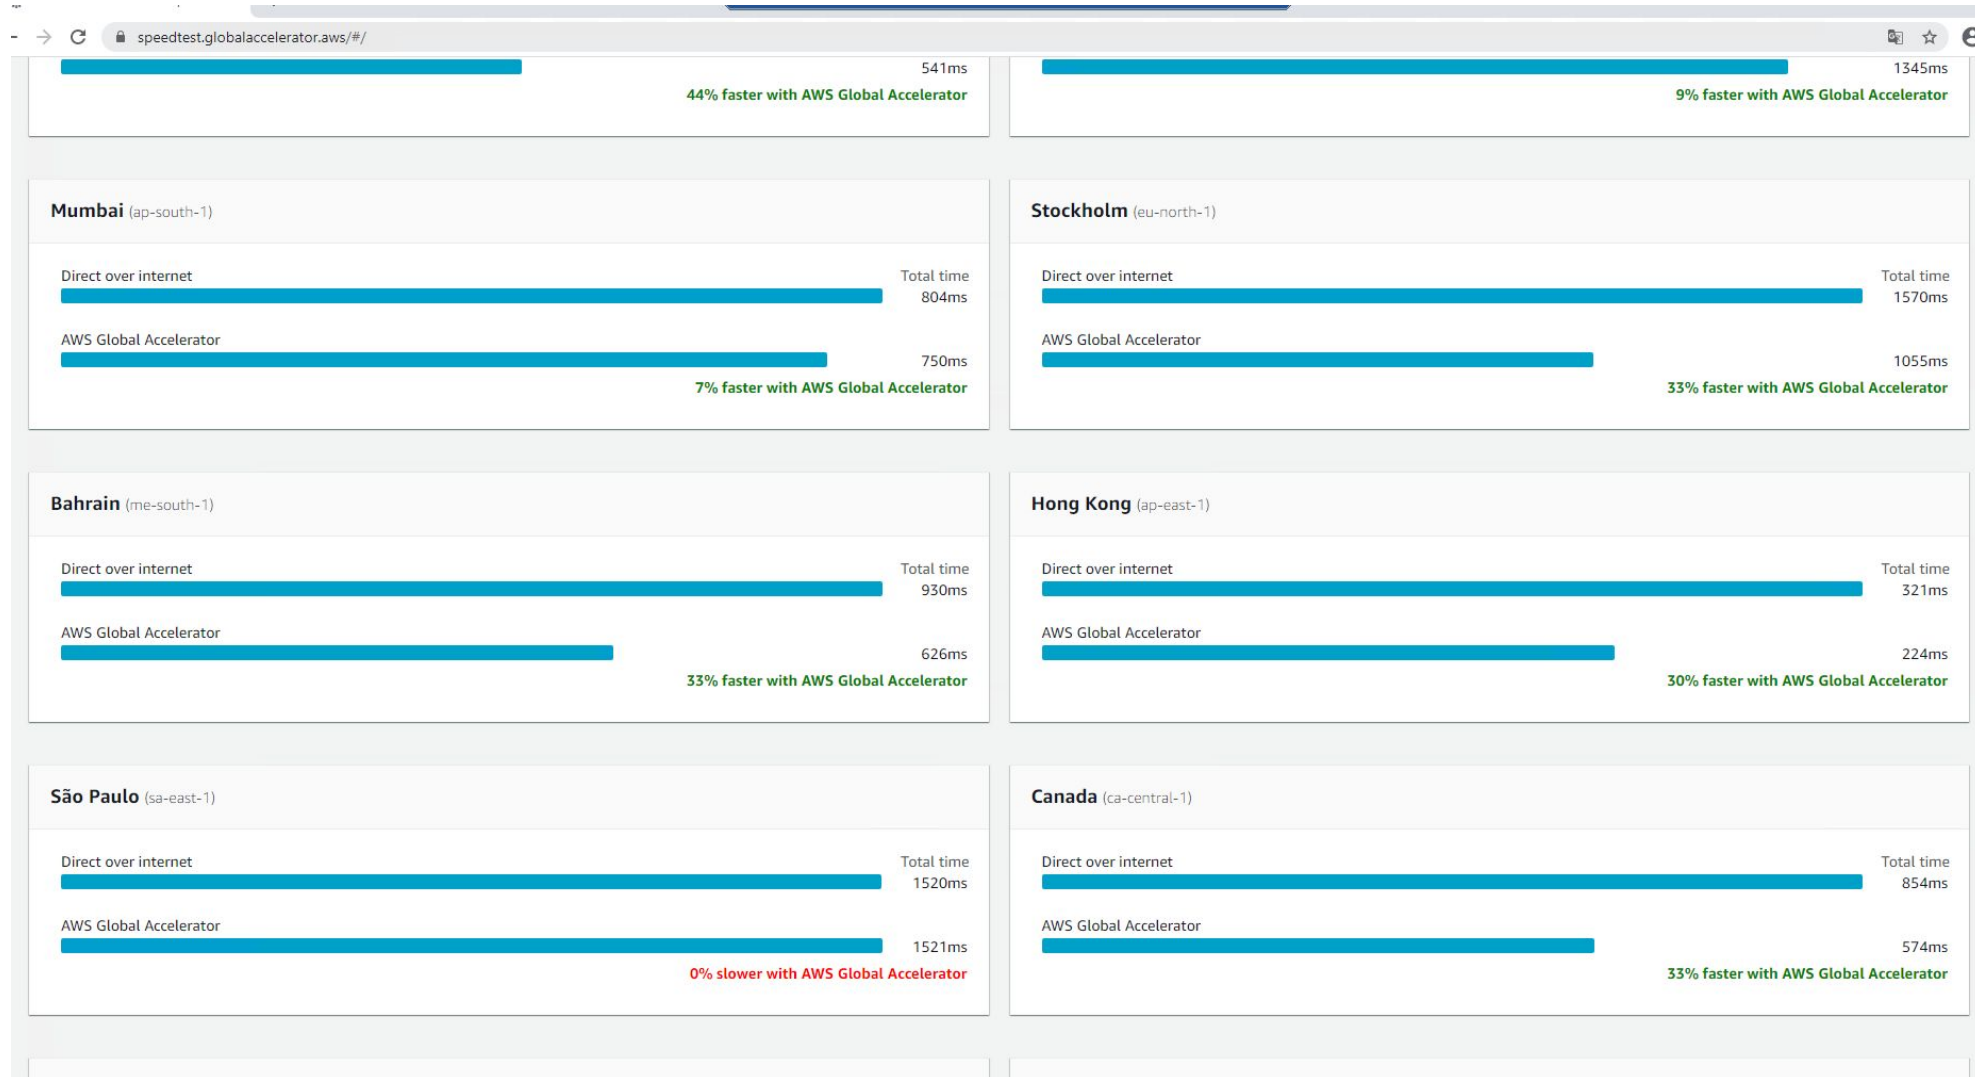 speedtest.globalaccelerator.aws/#/
541ms
44% faster with AWS Global Accelerator
1345ms
9% faster with AWS Global Accelerator
Mumbai (ap-south-1)
Direct over internet
Total time
804ms
AWS Global Accelerator
750ms
7% faster with AWS Global Accelerator
Stockholm (eu-north-1)
Direct over internet
Total time
1570ms
AWS Global Accelerator
1055ms
33% faster with AWS Global Accelerator
Bahrain (me-south-1)
Direct over internet
Total time
930ms
AWS Global Accelerator
626ms
33% faster with AWS Global Accelerator
Hong Kong (ap-east-1)
Direct over internet
Total time
321ms
AWS Global Accelerator
224ms
30% faster with AWS Global Accelerator
São Paulo (sa-east-1)
Direct over internet
Total time
1520ms
AWS Global Accelerator
1521ms
0% slower with AWS Global Accelerator
Canada (ca-central-1)
Direct over internet
Total time
854ms
AWS Global Accelerator
574ms
33% faster with AWS Global Accelerator